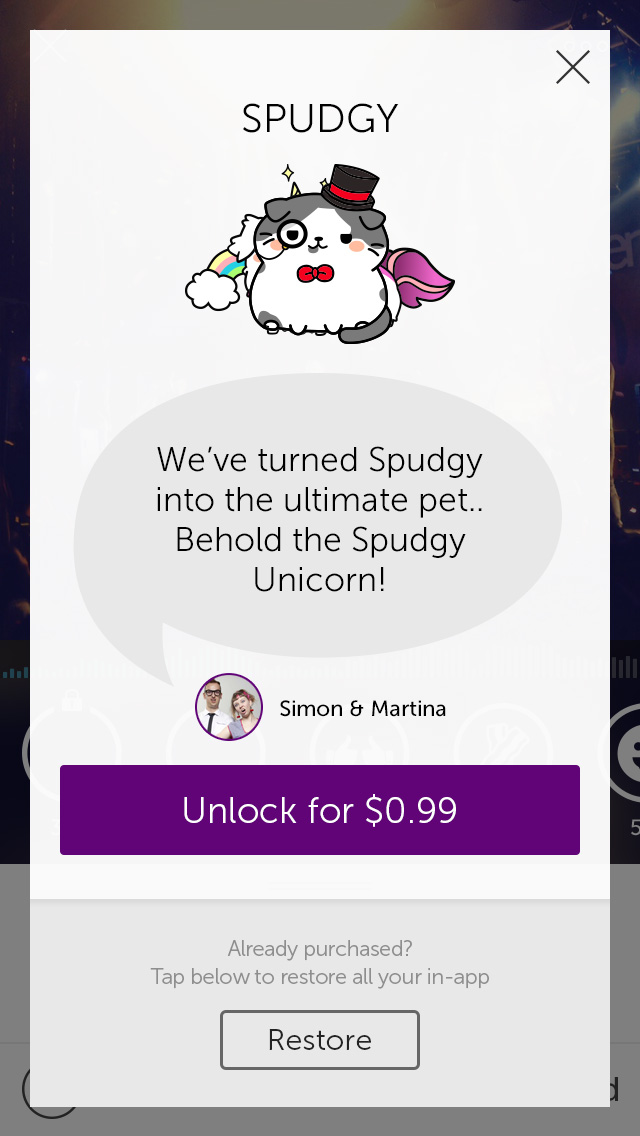 SPUDGY
We’ve turned Spudgy
into the ultimate pet..
Behold the Spudgy
Unicorn!
Simon & Martina
Unlock for $0.99
Already purchased?
Tap below to restore all your in-app
Restore